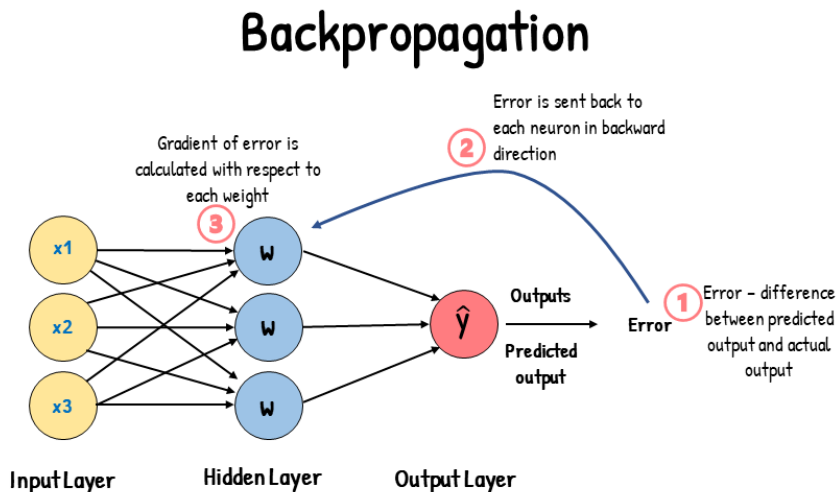 Backpropagation
Error is sent back to
each neuron in backward
direction
2
Gradient of error is
calculated with respect to
each weight
3
x1
x2
x3
w
w
w
ŷ
Outputs
Predicted
output
Error
1
Error - difference
between predicted
output and actual
output
Input Layer
Hidden Layer
Output Layer